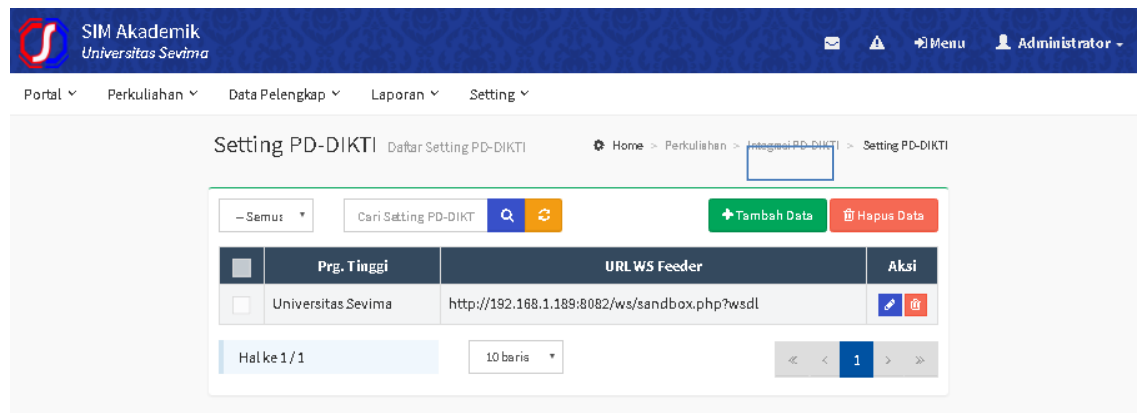 SIM Akademik
Universitas Sevima
Menu
Administrator
Portal Perkuliahan Data Pelengkap Laporan Setting
Setting PD-DIKTI Daftar Setting PD-DIKTI
Home > Perkuliahan > Integrasi PD-DIKTI > Setting PD-DIKTI
-- Semua
Cari Setting PD-DIKT
Tambah Data
Hapus Data
Prg. Tinggi URL WS Feeder Aksi
Universitas Sevima http://192.168.1.189:8082/ws/sandbox.php?wsdl
Hal ke 1 / 1
10 baris
« < 1 > »